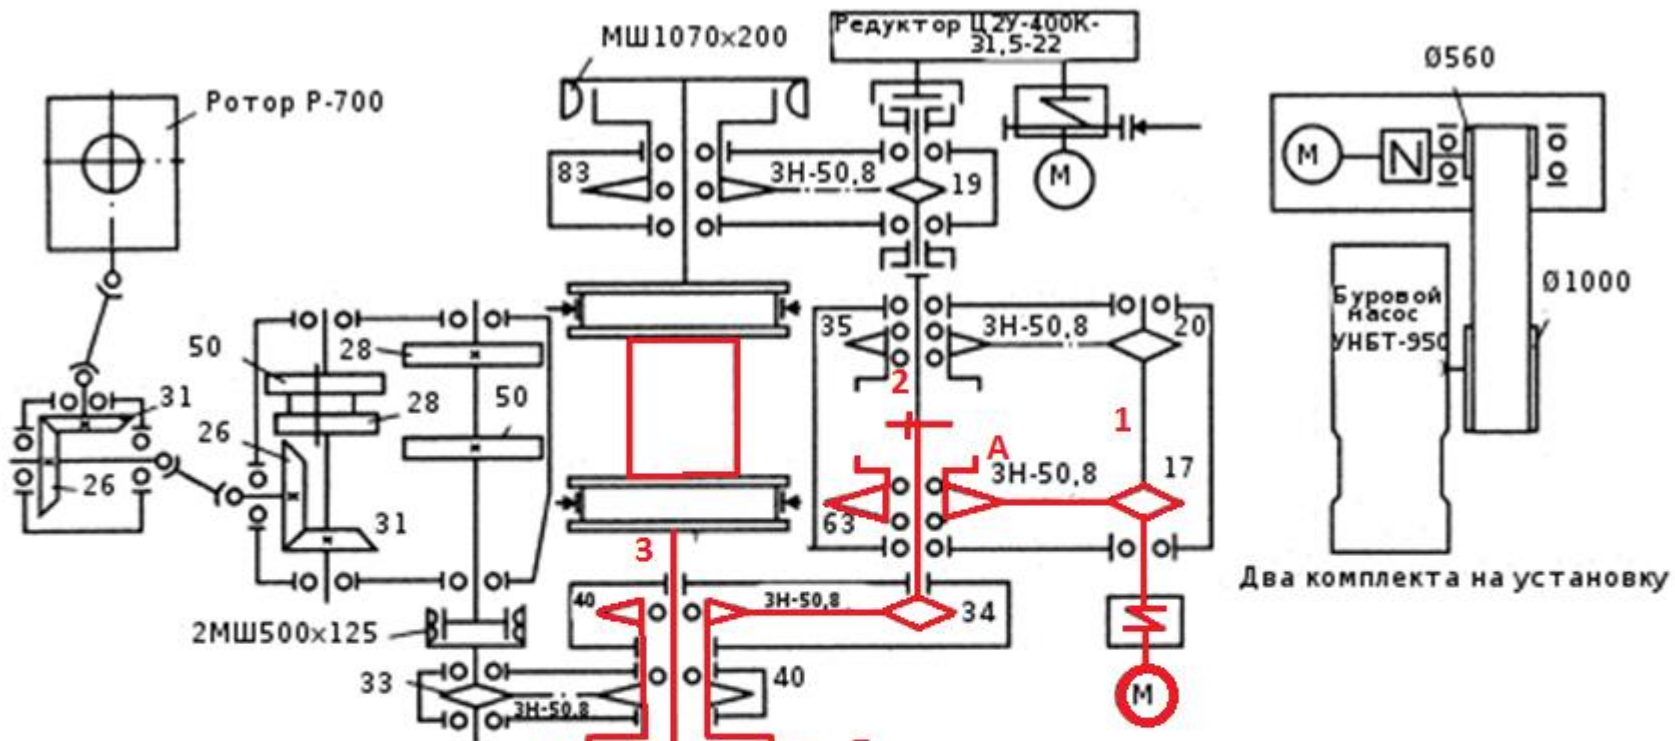 Редуктор Ц2У-400К-
31,5-22
МШ1070х200
Ø560
Ротор Р-700
М
83
3Н-50,8
19
М
Ø1000
Буровой
насос
УНБТ-950
35
3Н-50,8
20
50
28
2
31
28
50
1
26
А
3Н-50,8
17
26
63
31
3
Два комплекта на установку
40
3Н-50,8
34
2МШ500х125
33
40
М
3Н-50,8